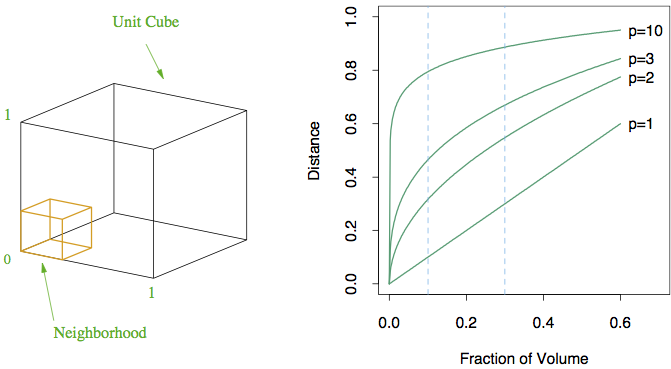 Unit Cube
1
0
1
Neighborhood
Distance
1.0
0.8
0.6
0.4
0.2
0.0
p=10
p=3
p=2
p=1
0.0 0.2 0.4 0.6
Fraction of Volume